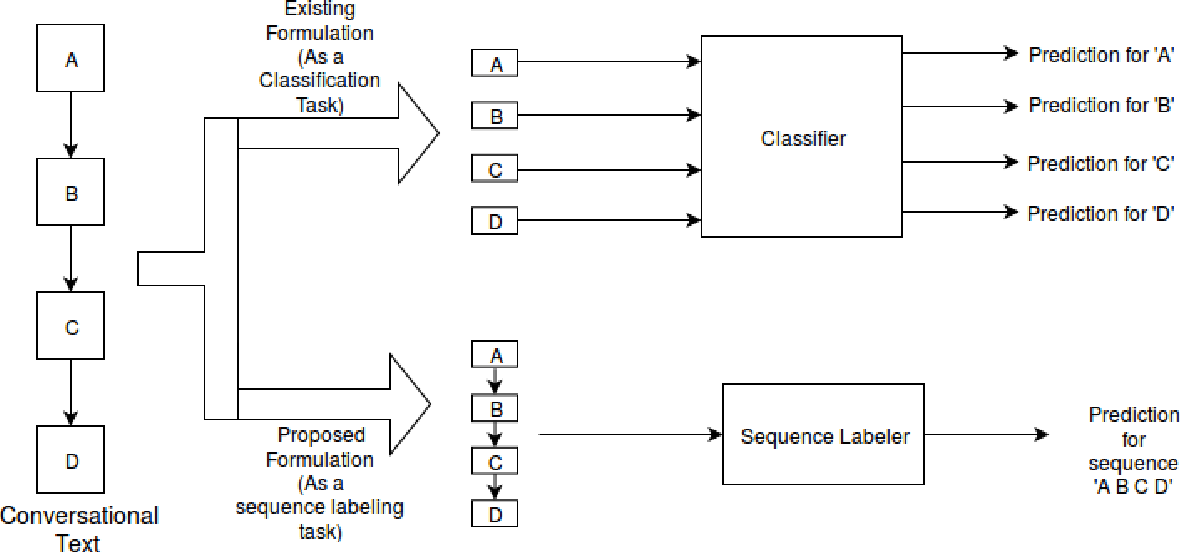 A
B
C
D
Conversational
Text
Existing
Formulation
(As a
Classification
Task)
A
B
C
D
Classifier
Prediction for 'A'
Prediction for 'B'
Prediction for 'C'
Prediction for 'D'
Proposed
Formulation
(As a
sequence labeling
task)
A
B
C
D
Sequence Labeler
Prediction
for
sequence
'A B C D'